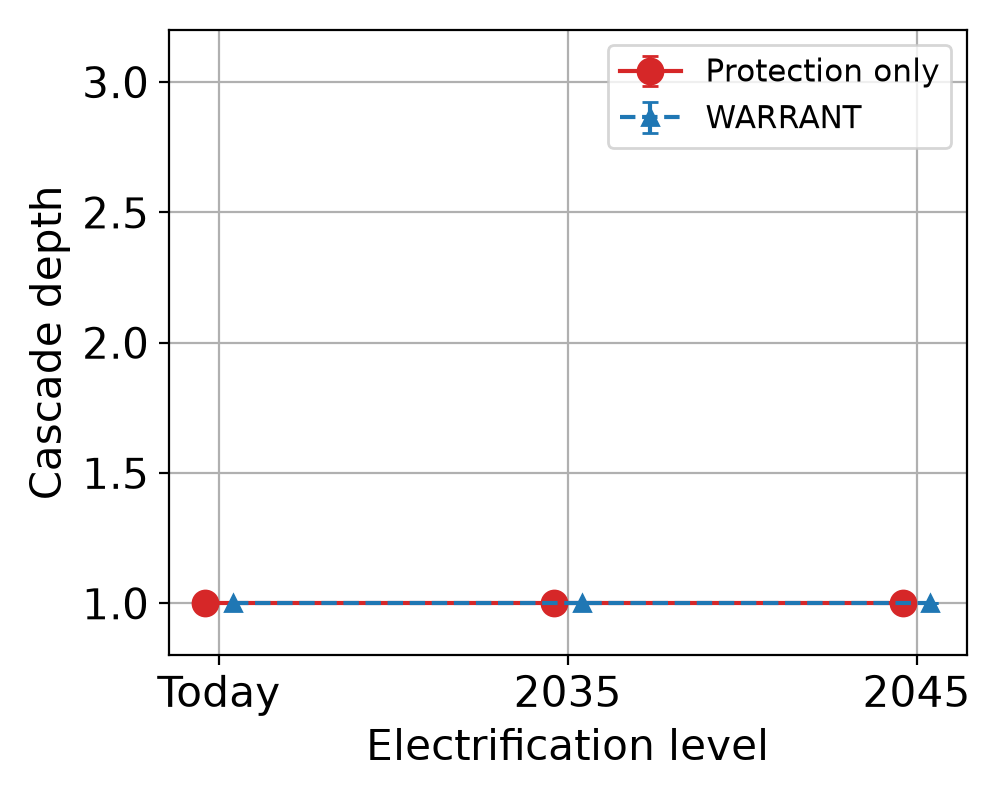 Protection only
WARRANT
3.0
2.5
2.0
1.5
1.0
Cascade depth
Today 2035 2045
Electrification level